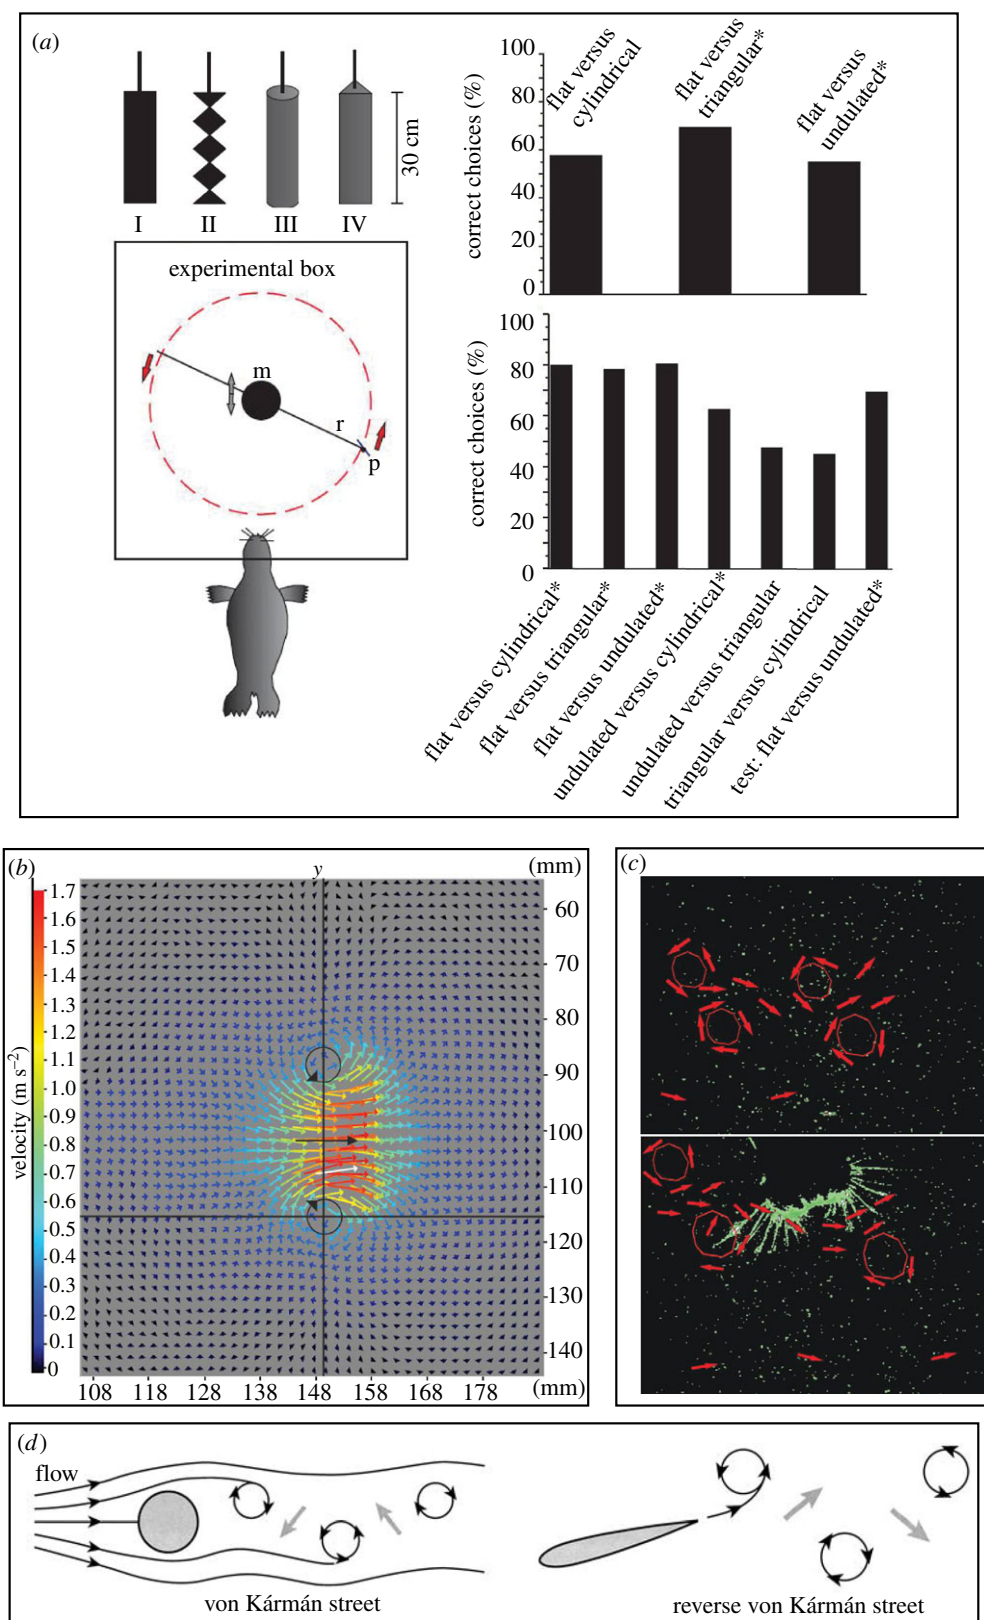 (a)
30 cm
I II III IV
experimental box
m
r
p
correct choices (%)
100
80
60
40
20
0
flat versus
cylindrical
flat versus
triangular*
flat versus
undulated*
correct choices (%)
100
80
60
40
20
0
flat versus cylindrical*
flat versus triangular*
flat versus undulated*
undulated versus cylindrical*
undulated versus triangular
triangular versus cylindrical
test: flat versus undulated*
(b)
y
(mm)
velocity (m s⁻²)
1.7
1.6
1.5
1.4
1.3
1.2
1.1
1.0
0.9
0.8
0.7
0.6
0.5
0.4
0.3
0.2
0.1
0
60
70
80
90
100
110
120
130
140
108 118 128 138 148 158 168 178 (mm)
(c)
(d)
flow
von Kármán street
reverse von Kármán street